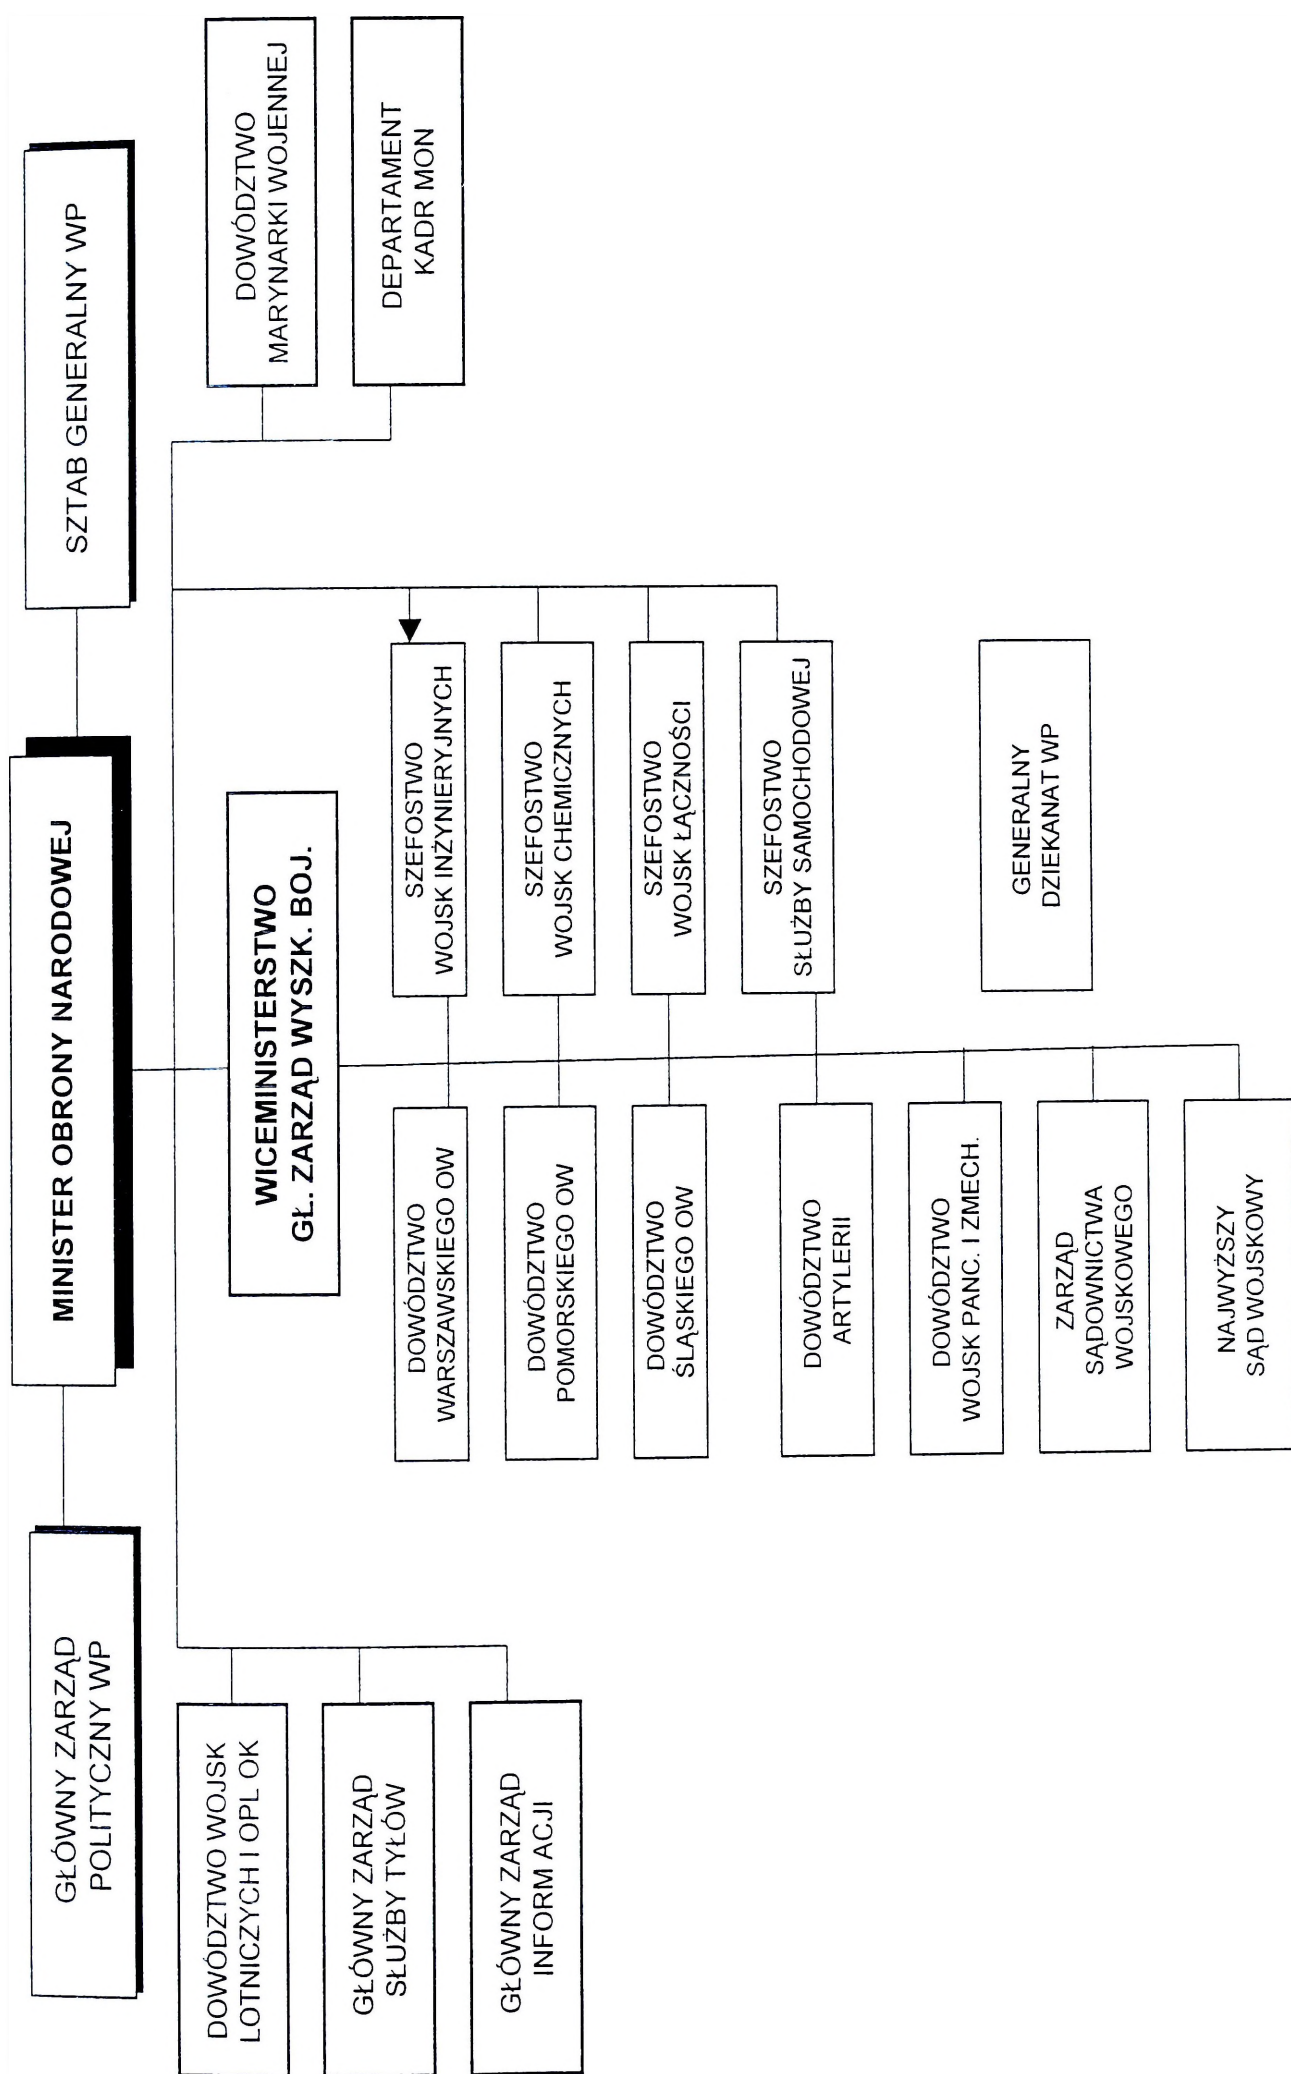 GŁÓWNY ZARZĄD
POLITYCZNY WP
MINISTER OBRONY NARODOWEJ
SZTAB GENERALNY WP
DOWÓDZTWO WOJSK
LOTNICZYCH I OPL OK
GŁÓWNY ZARZĄD
SŁUŻBY TYŁÓW
GŁÓWNY ZARZĄD
INFORM ACJI
WICEMINISTERSTWO
GŁ. ZARZĄD WYSZK. BOJ.
DOWÓDZTWO
MARYNARKI WOJENNEJ
DEPARTAMENT
KADR MON
DOWÓDZTWO
WARSZAWSKIEGO OW
DOWÓDZTWO
POMORSKIEGO OW
DOWÓDZTWO
ŚLĄSKIEGO OW
DOWÓDZTWO
ARTYLERII
DOWÓDZTWO
WOJSK PANC. I ZMECH.
ZARZĄD
SĄDOWNICTWA
WOJSKOWEGO
NAJWYŻSZY
SĄD WOJSKOWY
SZEFOSTWO
WOJSK INŻYNIERYJNYCH
SZEFOSTWO
WOJSK CHEMICZNYCH
SZEFOSTWO
WOJSK ŁĄCZNOŚCI
SZEFOSTWO
SŁUŻBY SAMOCHODOWEJ
GENERALNY
DZIEKANAT WP